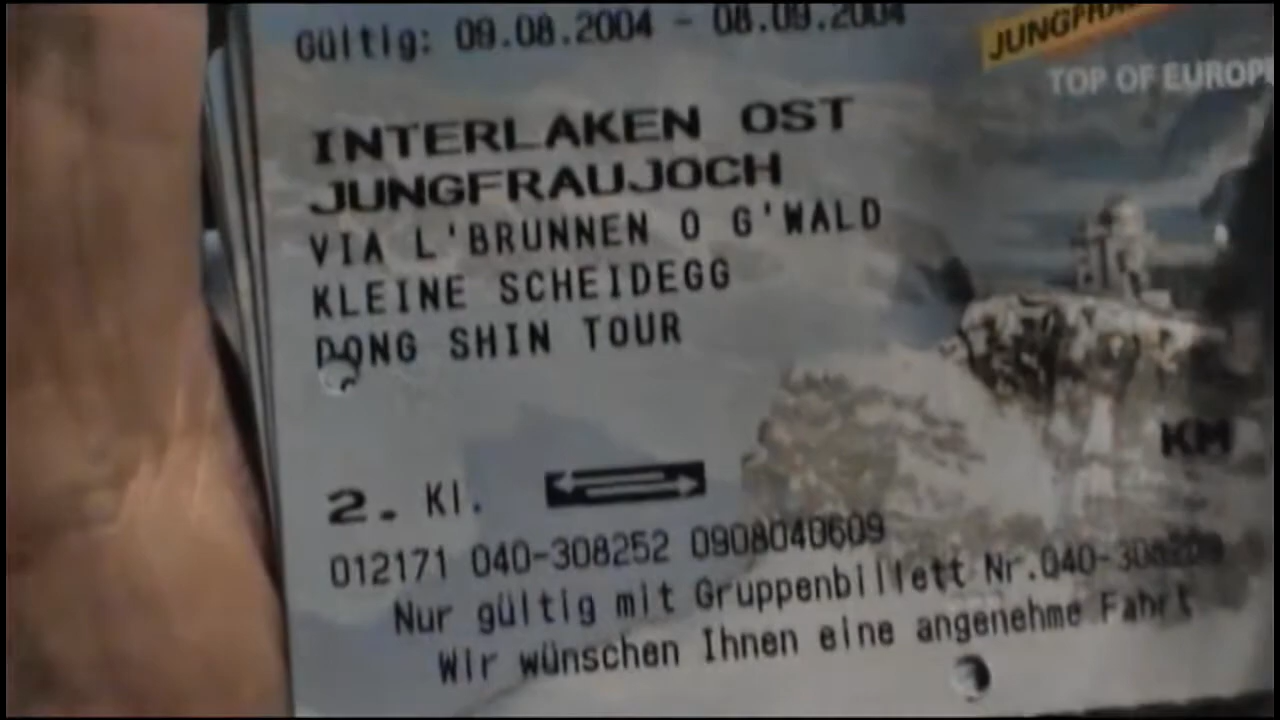 Gültig: 09.08.2004 - 08.09.2004
TOP OF EUROPE
INTERLAKEN OST
JUNGFRAUJOCH
VIA L'BRUNNEN O G'WALD
KLEINE SCHEIDEGG
DONG SHIN TOUR
KM
2. Kl.
012171 040-308252 0908040609
Nur gültig mit Gruppenbillett Nr.
Wir wünschen Ihnen eine angenehme Fahrt